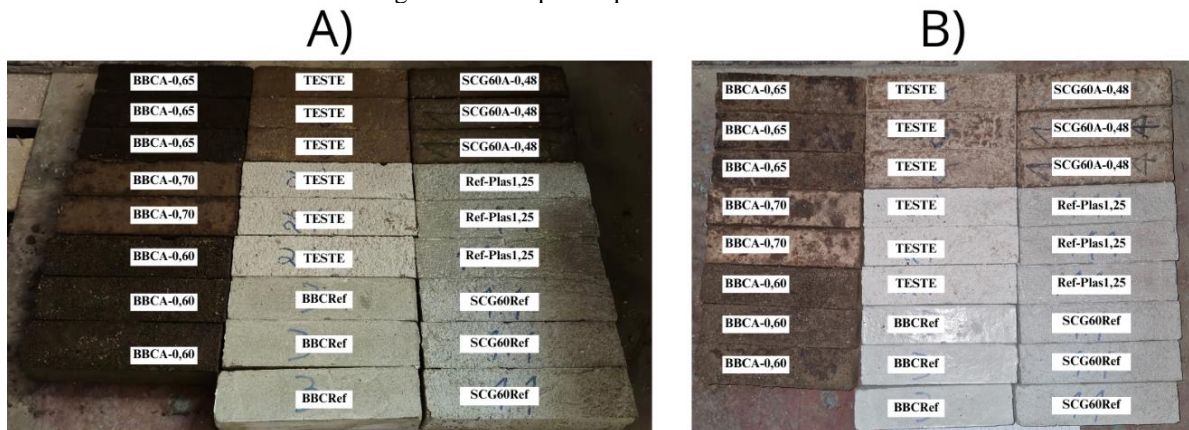 A)
B)
BBCA-0,65
TESTE
SCG60A-0,48
BBCA-0,65
TESTE
SCG60A-0,48
BBCA-0,65
TESTE
SCG60A-0,48
BBCA-0,70
TESTE
Ref-Plas1,25
BBCA-0,70
TESTE
Ref-Plas1,25
BBCA-0,60
TESTE
Ref-Plas1,25
BBCA-0,60
BBCRef
SCG60Ref
BBCA-0,60
BBCRef
SCG60Ref
BBCRef
SCG60Ref
BBCA-0,65
TESTE
SCG60A-0,48
BBCA-0,65
TESTE
SCG60A-0,48
BBCA-0,65
TESTE
SCG60A-0,48
BBCA-0,70
TESTE
Ref-Plas1,25
BBCA-0,70
TESTE
Ref-Plas1,25
BBCA-0,60
TESTE
Ref-Plas1,25
BBCA-0,60
BBCRef
SCG60Ref
BBCA-0,60
BBCRef
SCG60Ref
BBCRef
SCG60Ref